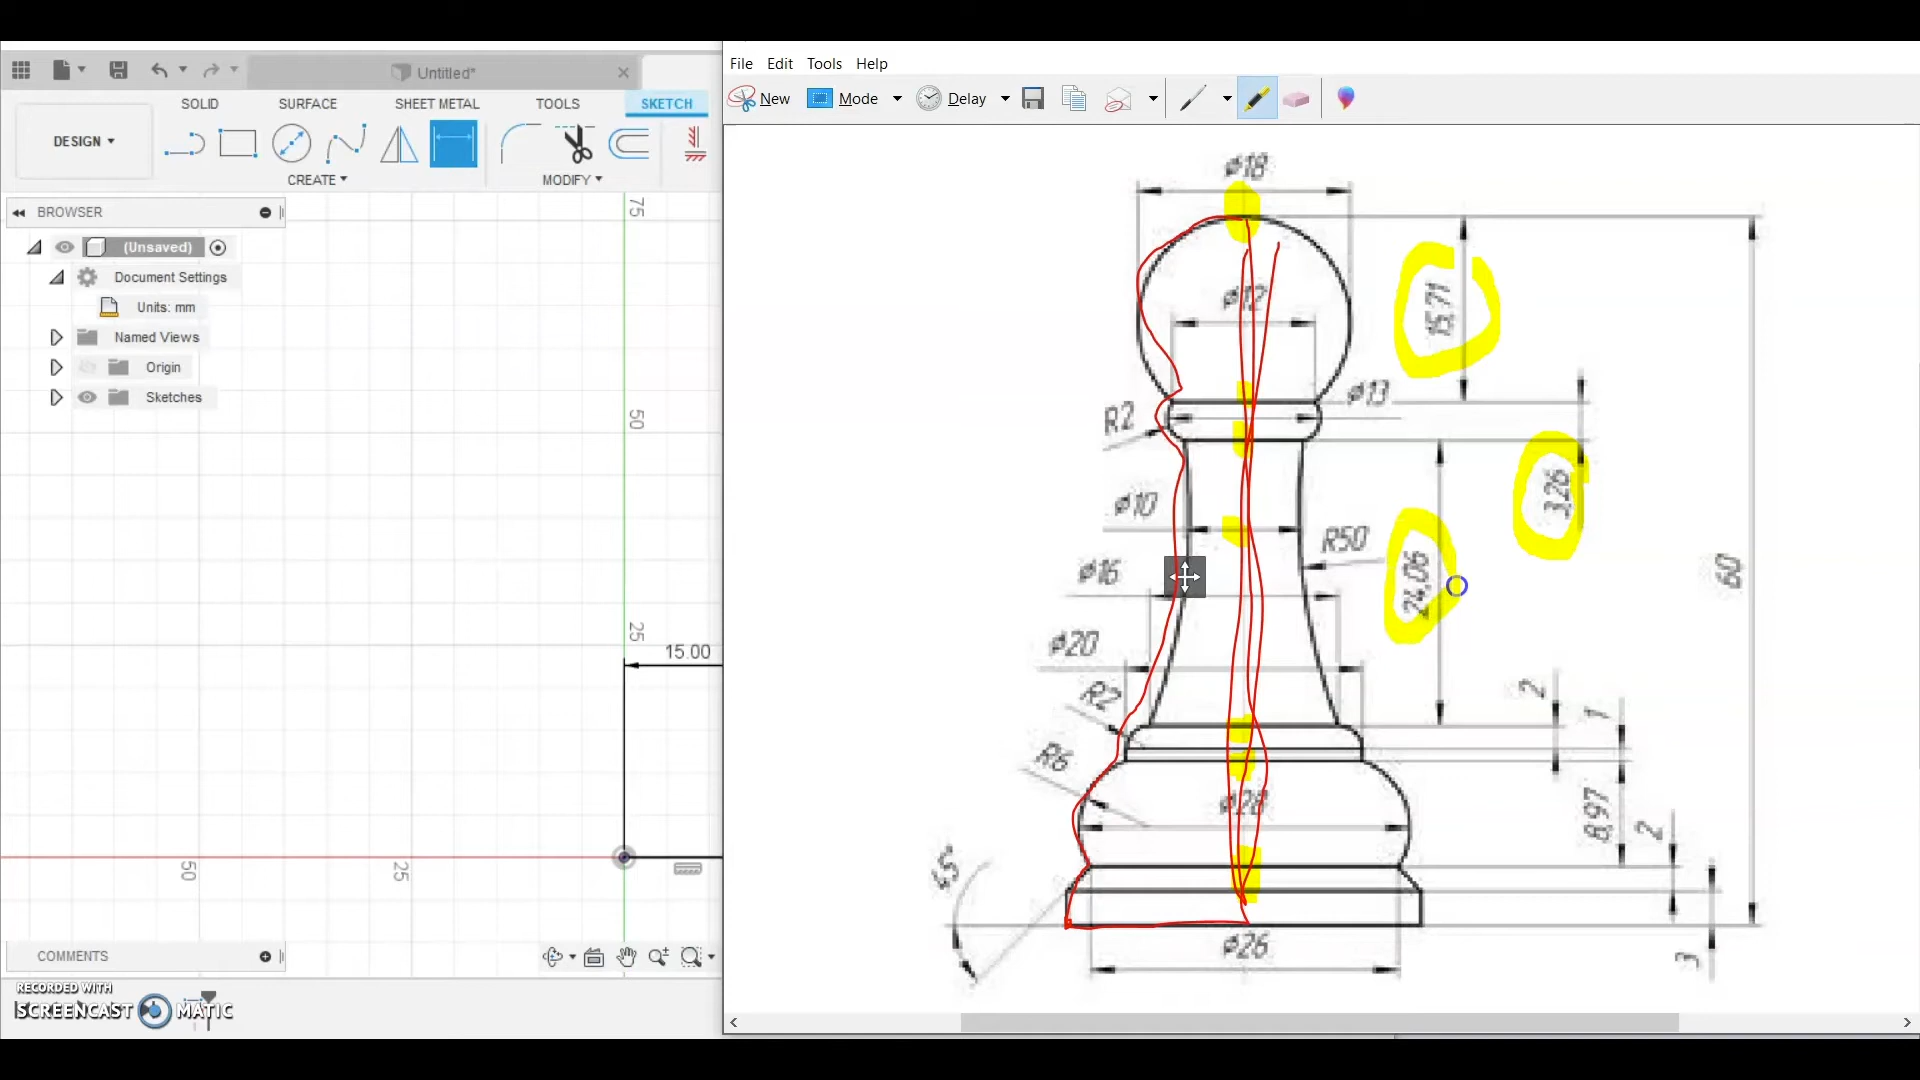 File Edit Tools Help
Untitled*
New Mode Delay
SOLID SURFACE SHEET METAL TOOLS SKETCH
DESIGN
CREATE MODIFY
BROWSER
(Unsaved)
Document Settings
Units: mm
Named Views
Origin
Sketches
75
50
25
15.00
50
25
COMMENTS
RECORDED WITH
SCREENCAST MATIC
ø18
15,71
ø12
ø13
R2
3,26
ø10
R50
24,06
ø16
60
ø20
R2
2
1
R6
ø28
8,97
2
45°
ø26
3